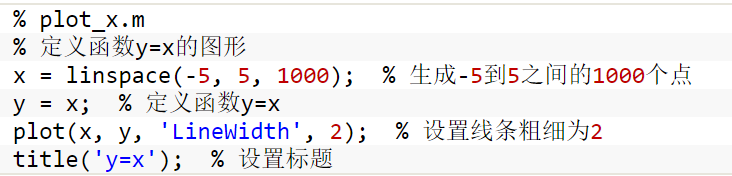 % plot_x.m
% 定义函数y=x的图形
x = linspace(-5, 5, 1000);  % 生成-5到5之间的1000个点
y = x;  % 定义函数y=x
plot(x, y, 'LineWidth', 2);  % 设置线条粗细为2
title('y=x');  % 设置标题